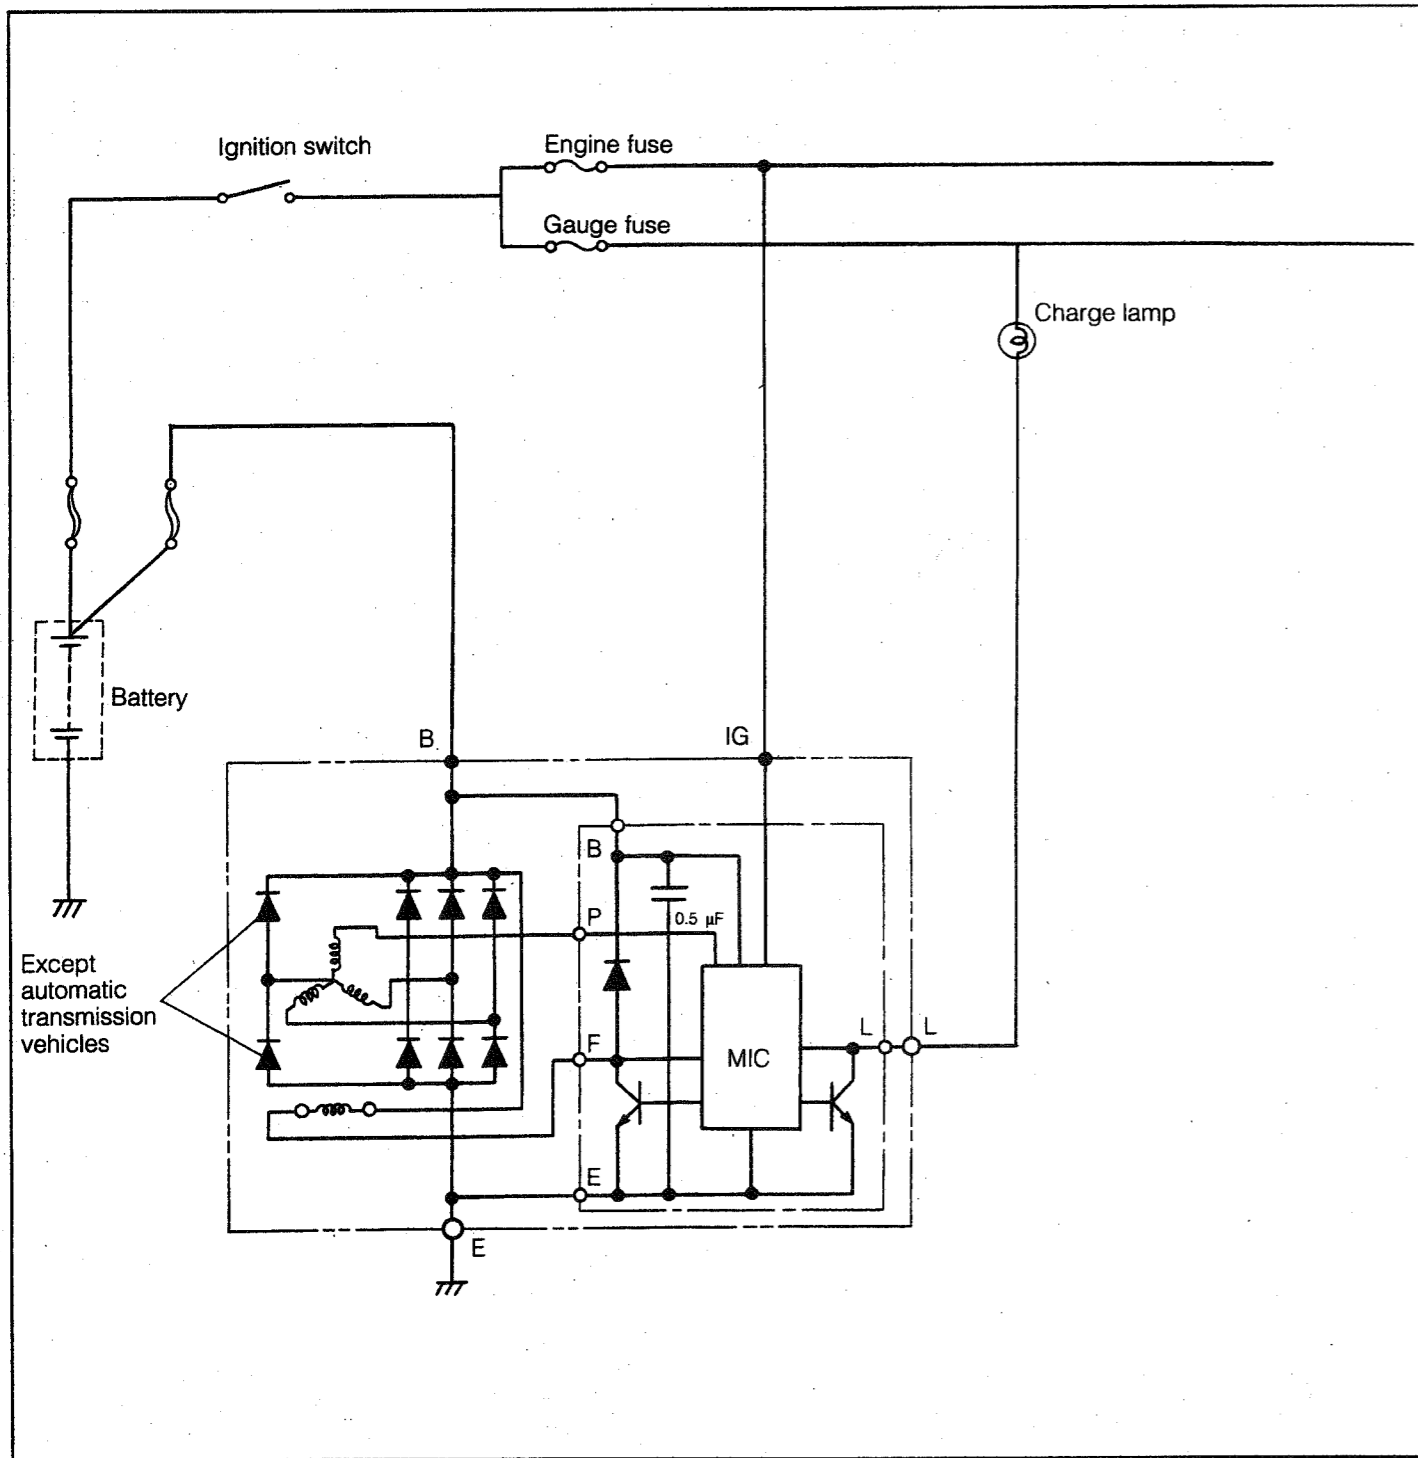 Ignition switch
Engine fuse
Gauge fuse
Charge lamp
Battery
B
IG
B
P
0.5 μF
Except
automatic
transmission
vehicles
F
MIC
L
L
E
E